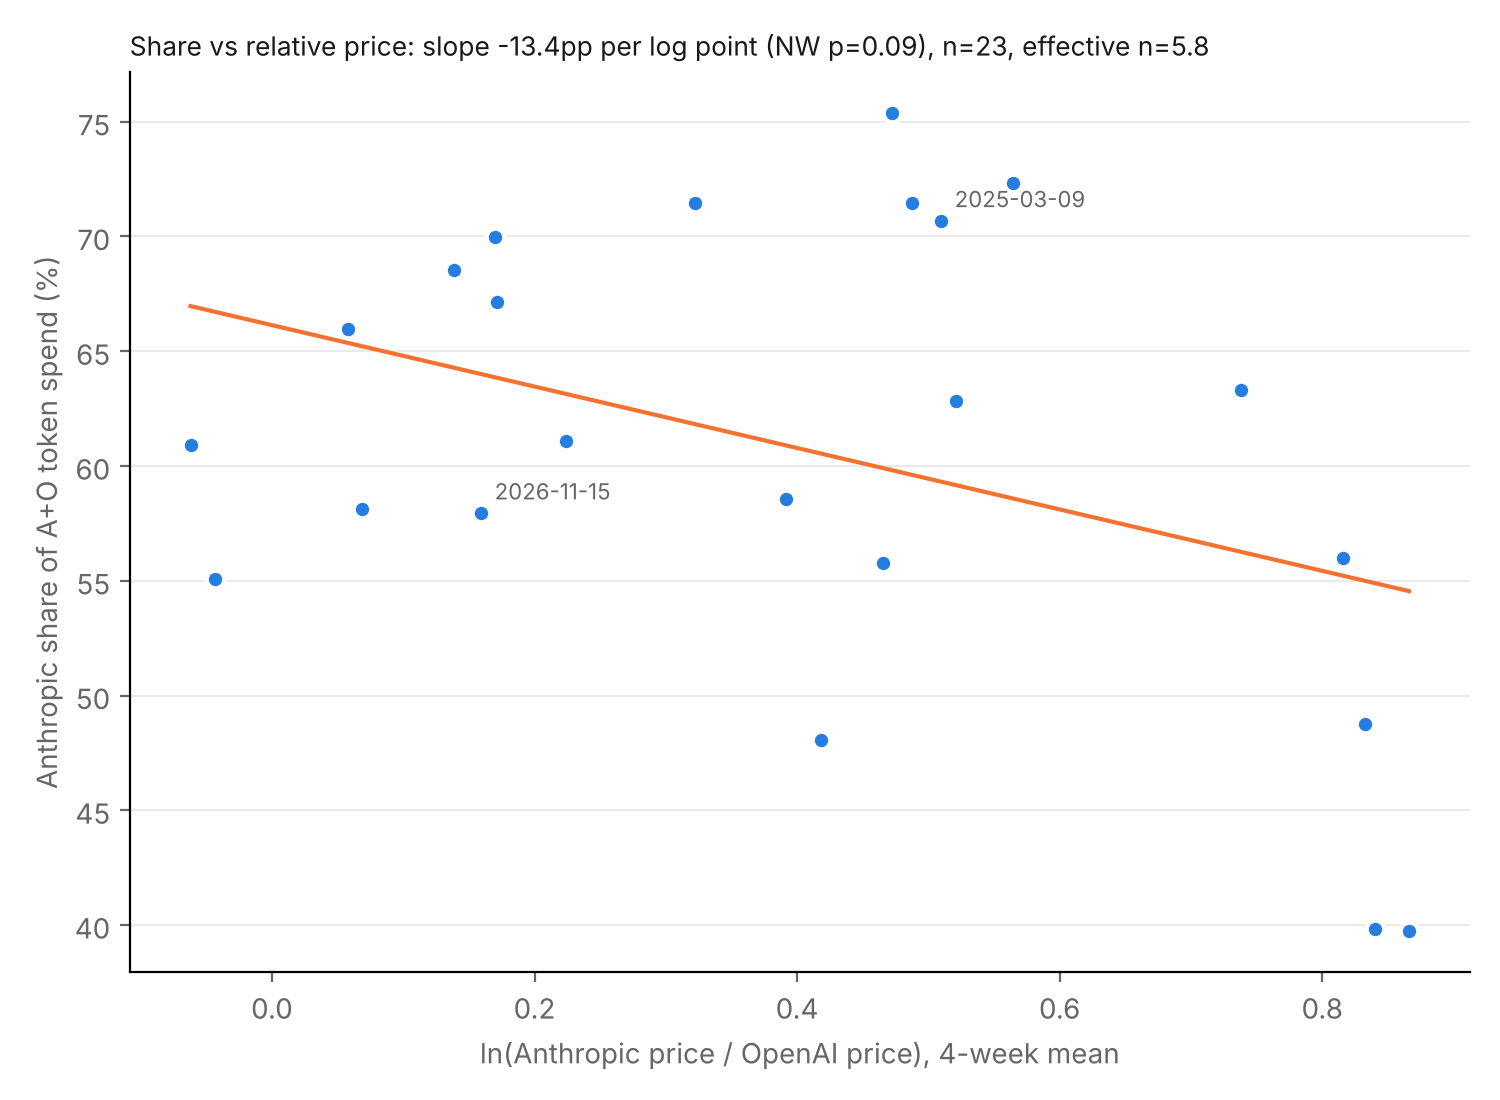 Share vs relative price: slope -13.4pp per log point (NW p=0.09), n=23, effective n=5.8
75
70
65
60
55
50
45
40
Anthropic share of A+O token spend (%)
2025-03-09
2026-11-15
0.0 0.2 0.4 0.6 0.8
ln(Anthropic price / OpenAI price), 4-week mean